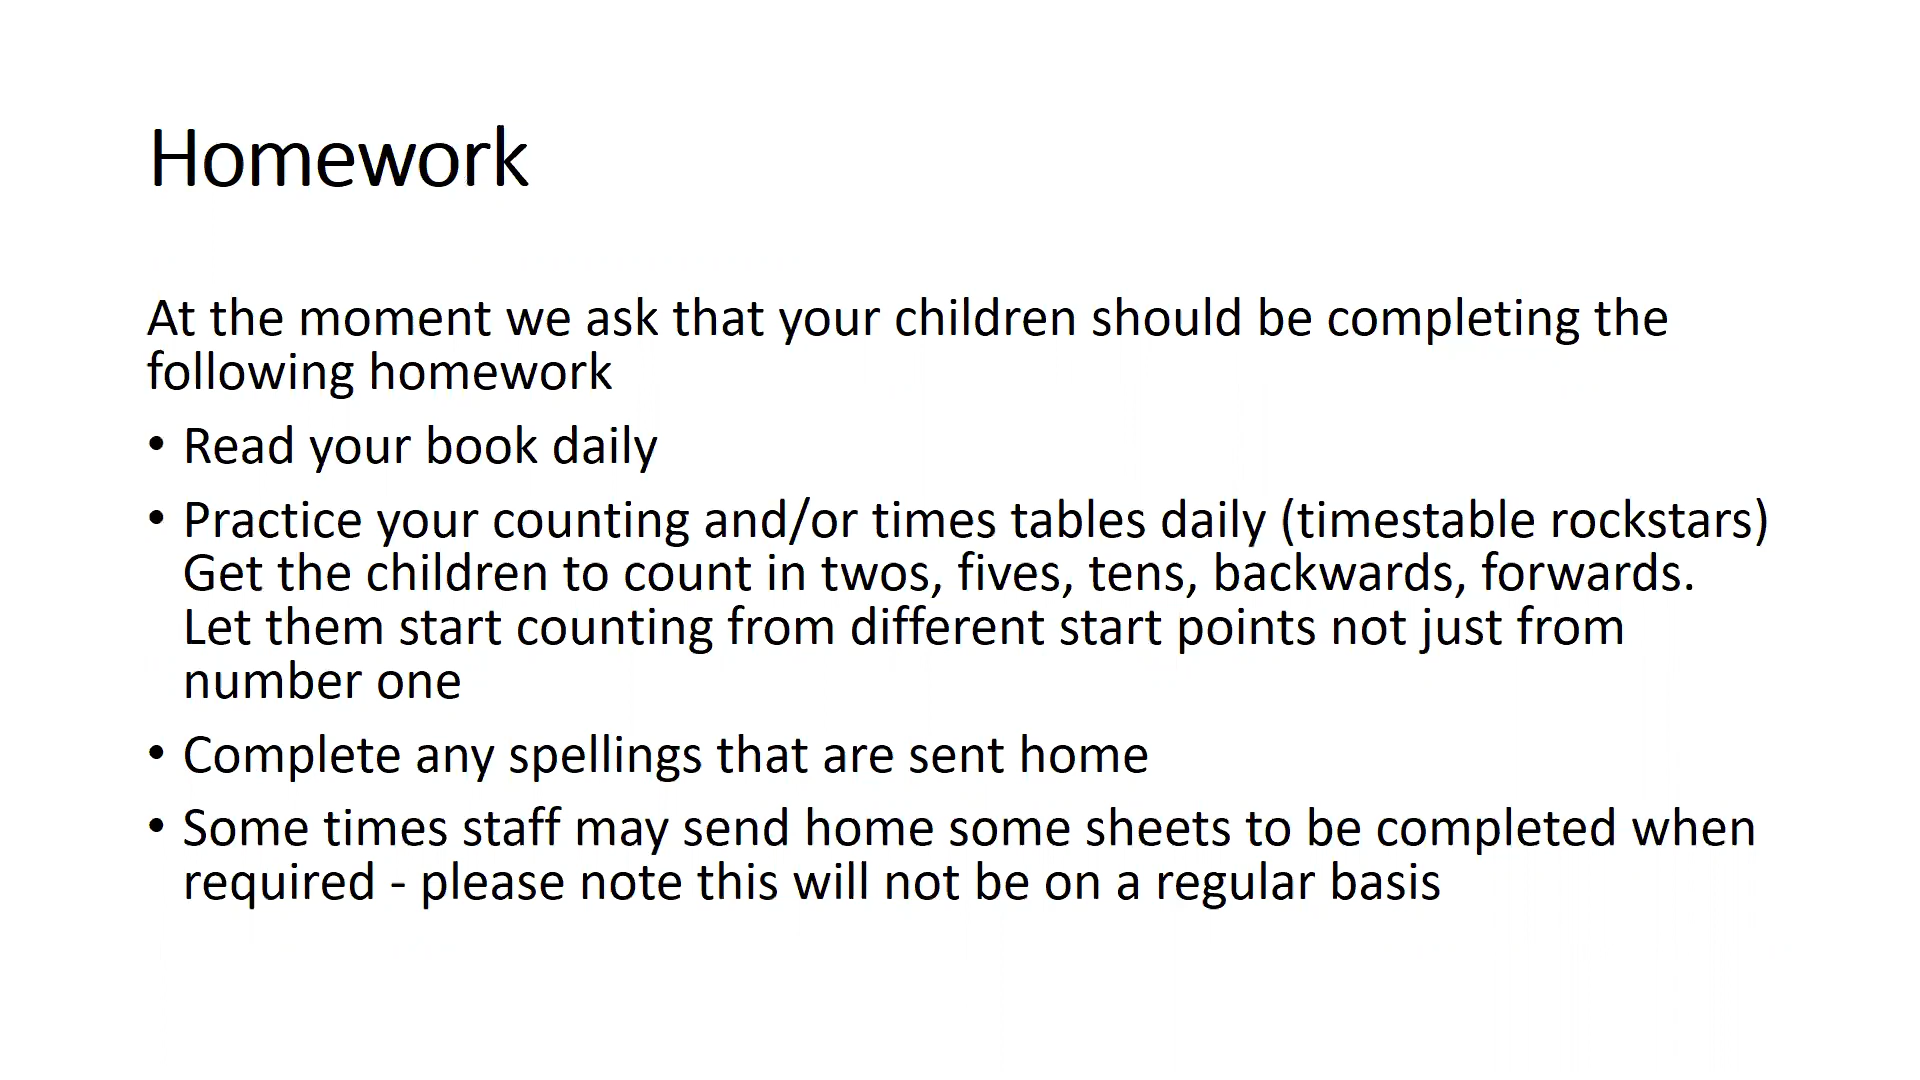 Homework
At the moment we ask that your children should be completing the
following homework
• Read your book daily
• Practice your counting and/or times tables daily (timestable rockstars)
Get the children to count in twos, fives, tens, backwards, forwards.
Let them start counting from different start points not just from
number one
• Complete any spellings that are sent home
• Some times staff may send home some sheets to be completed when
required - please note this will not be on a regular basis